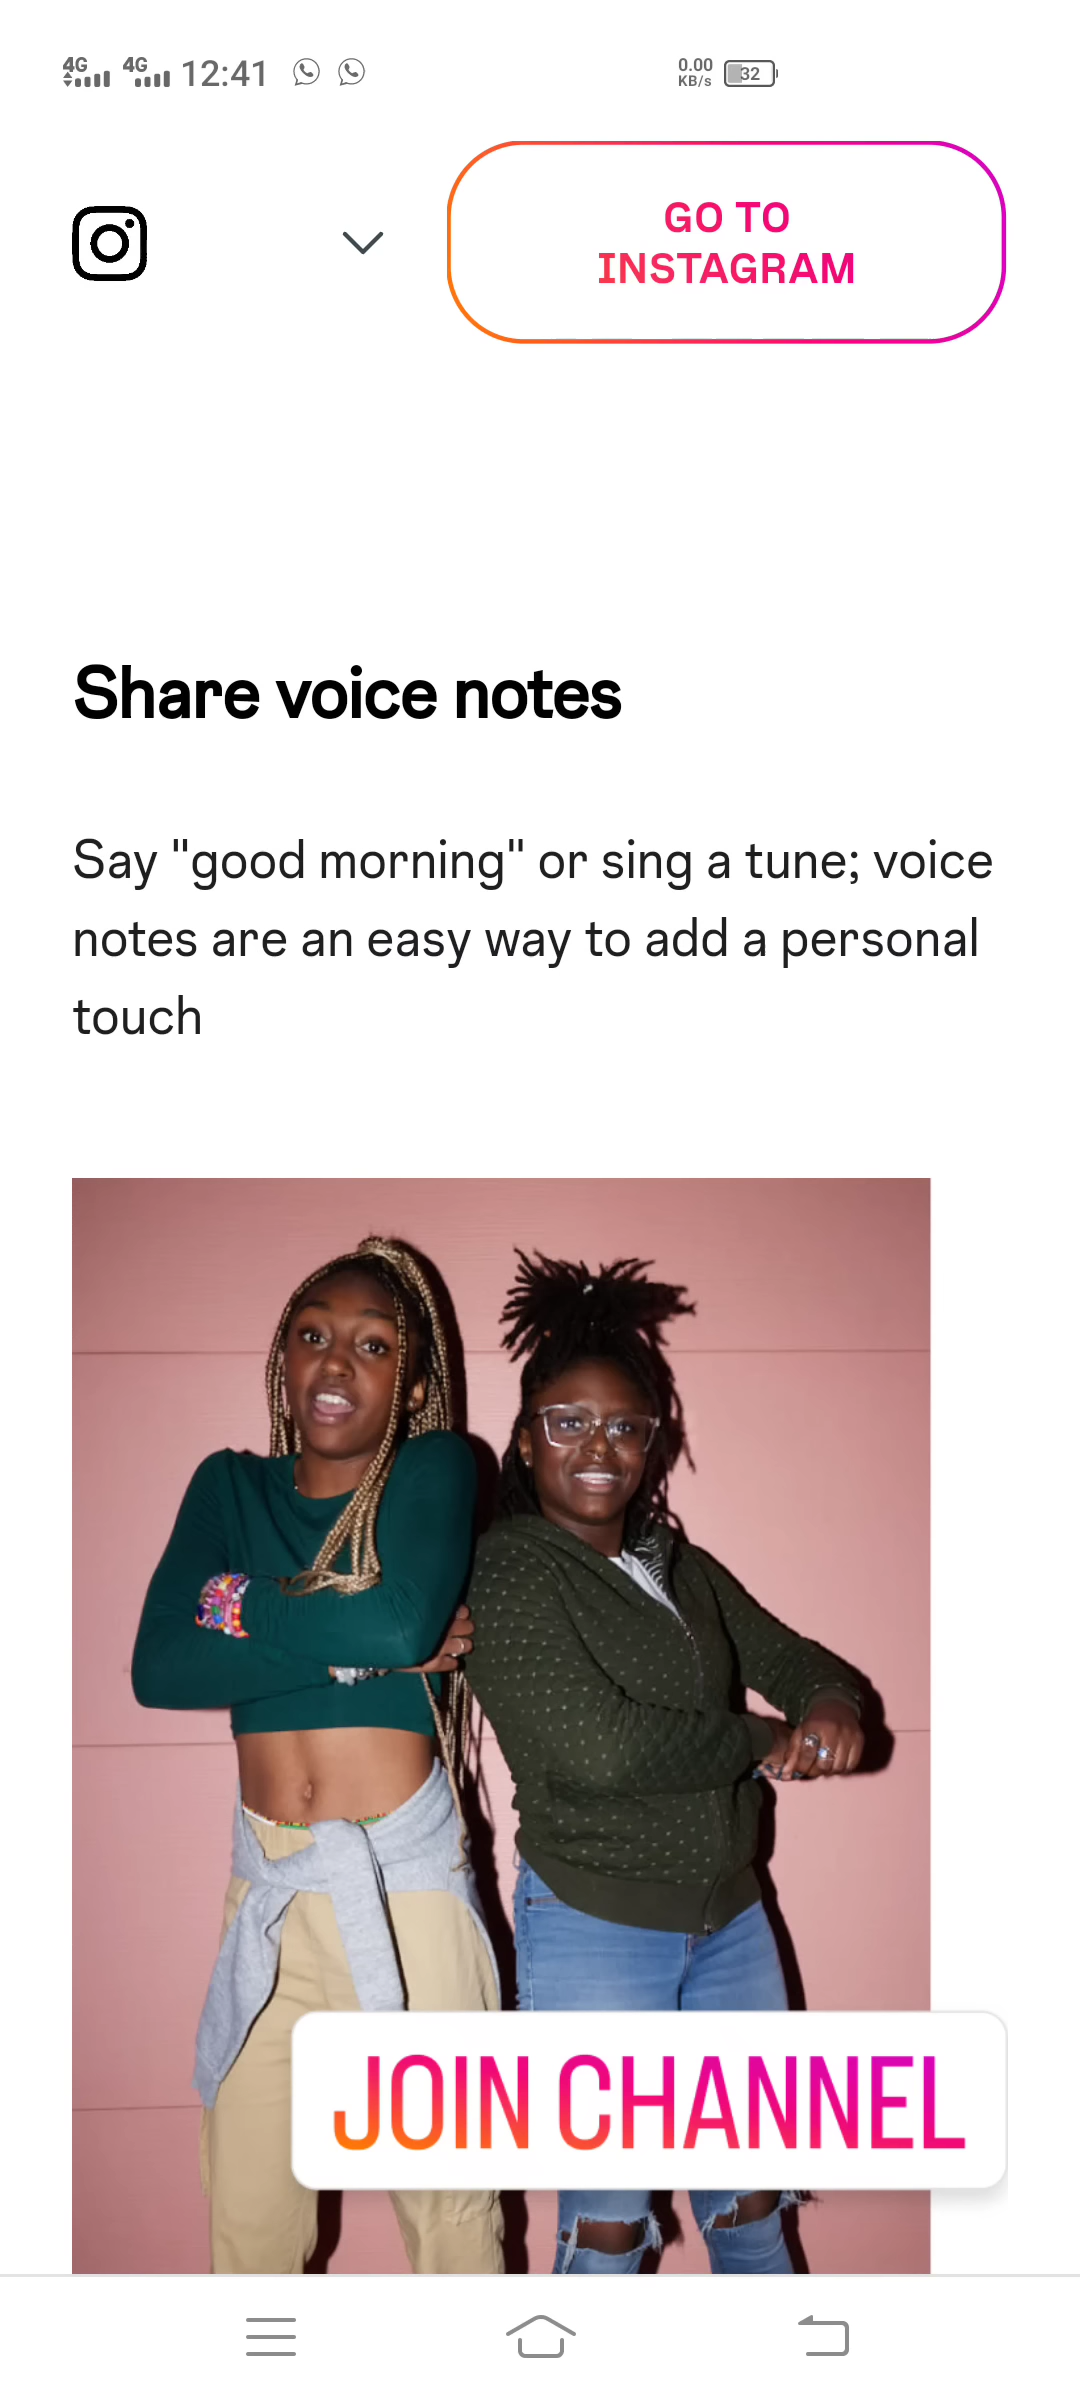 4G 4G 12:41 0.00 KB/s 32
GO TO
INSTAGRAM
Share voice notes
Say "good morning" or sing a tune; voice
notes are an easy way to add a personal
touch
JOIN CHANNEL